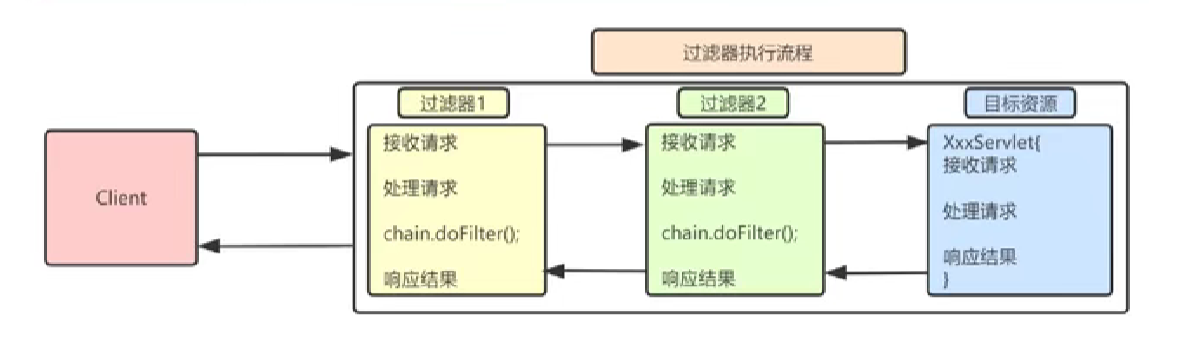 过滤器执行流程
Client
过滤器1
接收请求
处理请求
chain.doFilter();
响应结果
过滤器2
接收请求
处理请求
chain.doFilter();
响应结果
目标资源
XxxServlet{
接收请求
处理请求
响应结果
}